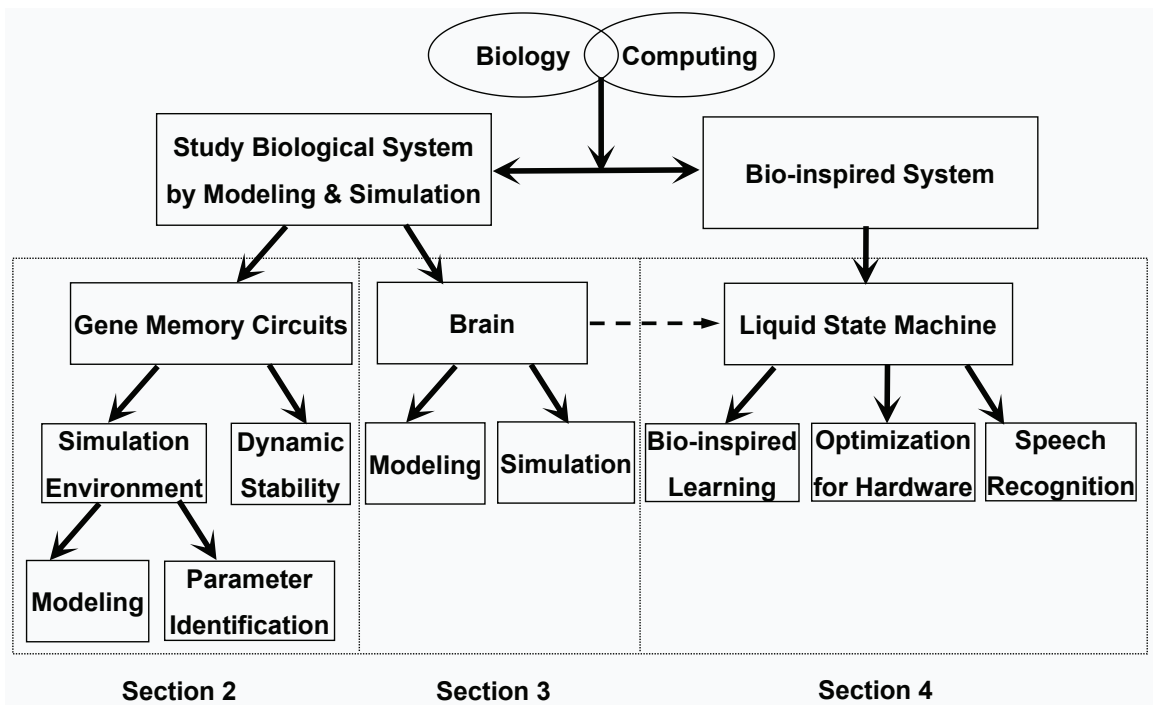 Biology
Computing
Study Biological System
by Modeling & Simulation
Bio-inspired System
Gene Memory Circuits
Brain
Liquid State Machine
Simulation
Environment
Dynamic
Stability
Modeling
Simulation
Bio-inspired
Learning
Optimization
for Hardware
Speech
Recognition
Modeling
Parameter
Identification
Section 2
Section 3
Section 4